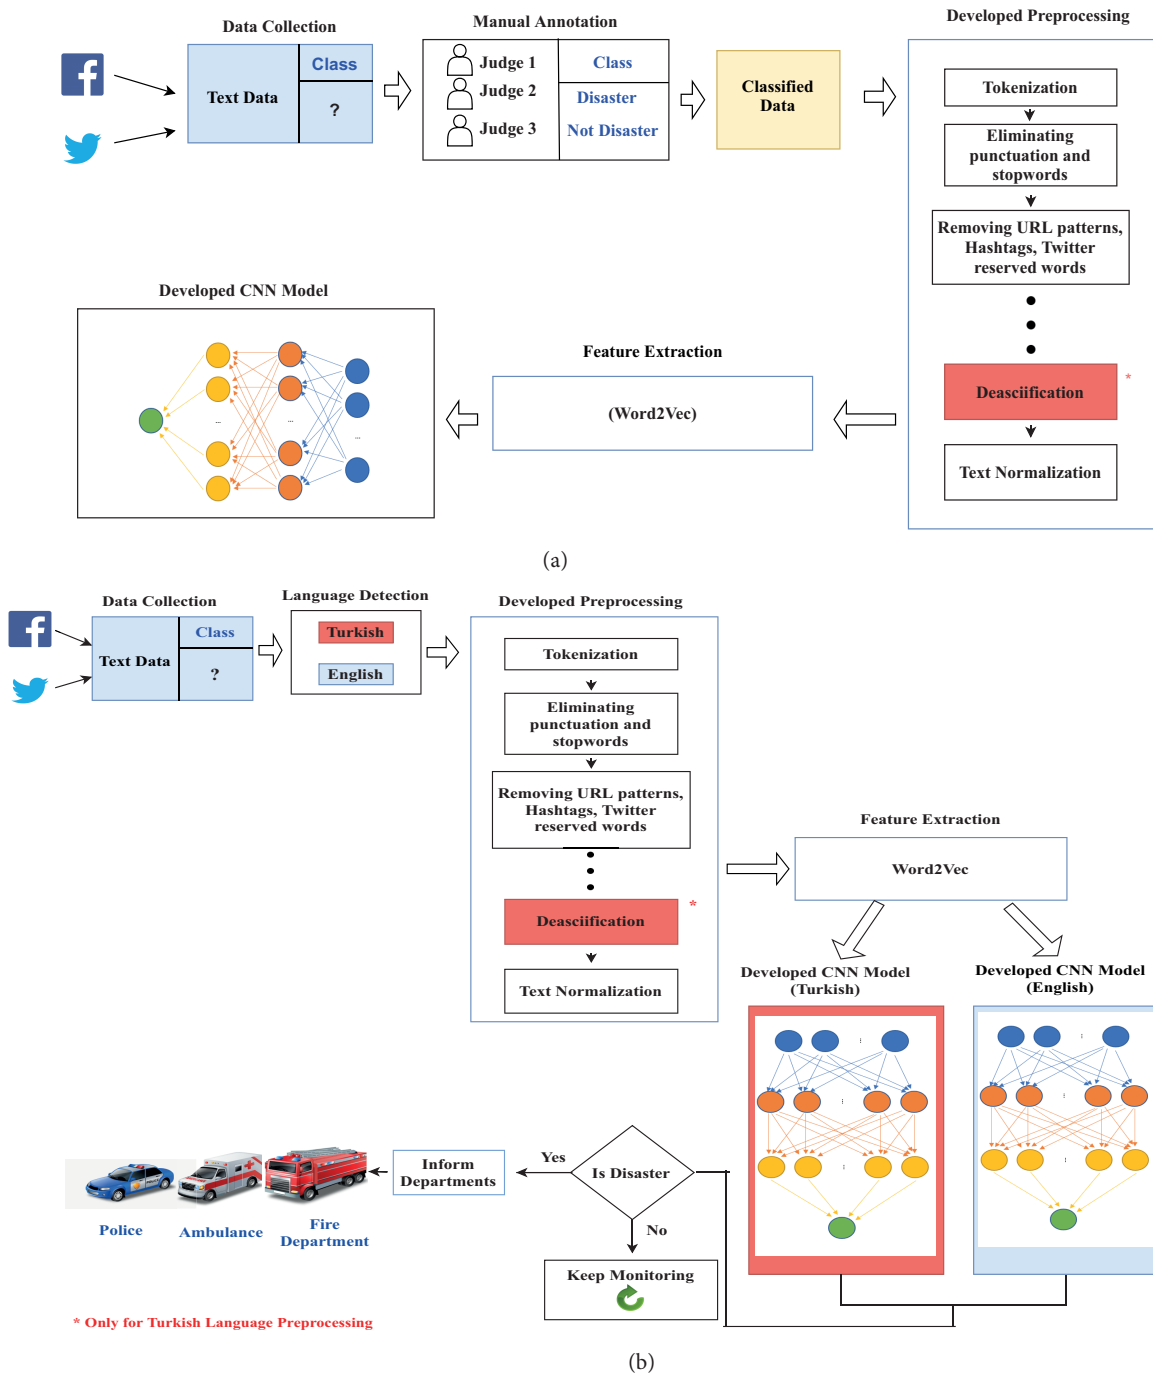 Data Collection
Text Data
Class
?
Manual Annotation
Judge 1
Judge 2
Judge 3
Class
Disaster
Not Disaster
Classified
Data
Developed Preprocessing
Tokenization
Eliminating
punctuation and
stopwords
Removing URL patterns,
Hashtags, Twitter
reserved words
Deasciification
*
Text Normalization
Feature Extraction
(Word2Vec)
Developed CNN Model
...
...
...
(a)
Data Collection
Text Data
Class
?
Language Detection
Turkish
English
Developed Preprocessing
Tokenization
Eliminating
punctuation and
stopwords
Removing URL patterns,
Hashtags, Twitter
reserved words
Deasciification
*
Text Normalization
Feature Extraction
Word2Vec
Developed CNN Model
(Turkish)
...
...
...
Developed CNN Model
(English)
...
...
...
Is Disaster
Yes
No
Inform
Departments
Keep Monitoring
Police
Ambulance
Fire
Department
* Only for Turkish Language Preprocessing
(b)